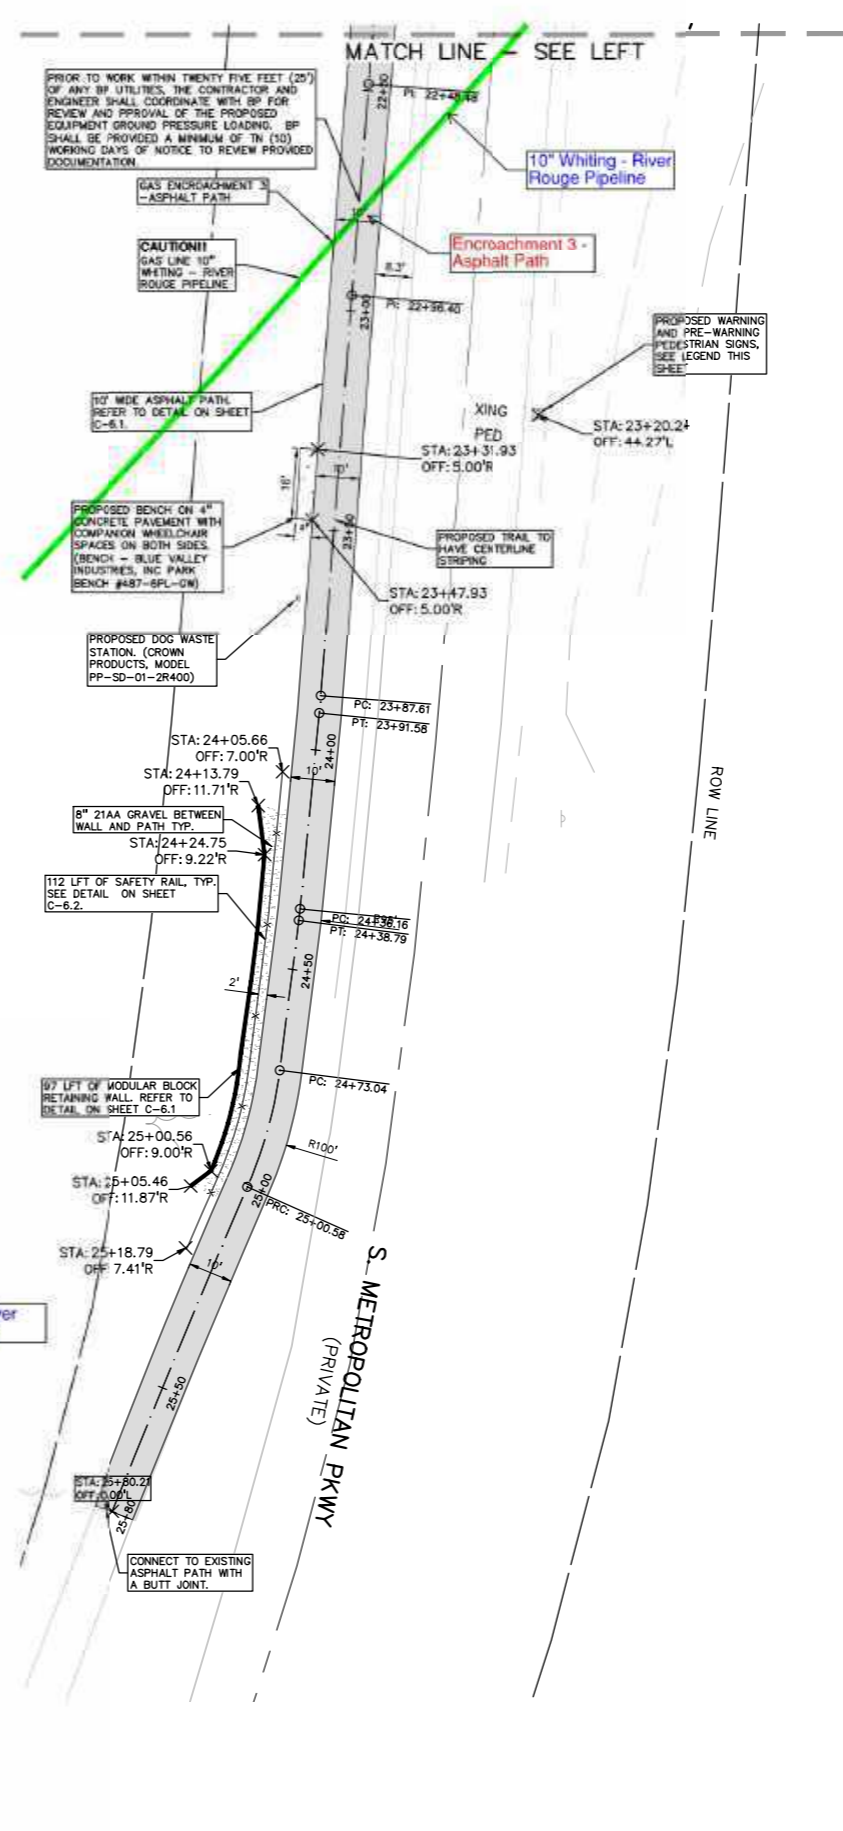 MATCH LINE - SEE LEFT
PRIOR TO WORK WITHIN TWENTY FIVE FEET (25')
OF ANY BP UTILITIES, THE CONTRACTOR AND
ENGINEER SHALL COORDINATE WITH BP FOR
REVIEW AND PPROVAL OF THE PROPOSED
EQUIPMENT GROUND PRESSURE LOADING. BP
SHALL BE PROVIDED A MINIMUM OF TN (10)
WORKING DAYS OF NOTICE TO REVIEW PROVIDED
DOCUMENTATION.
22+50
PI: 22+48.48
10" Whiting - River
Rouge Pipeline
GAS ENCROACHMENT 3
-ASPHALT PATH
CAUTION!!
GAS LINE 10"
WHITING - RIVER
ROUGE PIPELINE
Encroachment 3 -
Asphalt Path
8.3'
23+00
PI: 22+98.40
PROPOSED WARNING
AND PRE-WARNING
PEDESTRIAN SIGNS,
SEE LEGEND THIS
SHEET
10' WIDE ASPHALT PATH.
REFER TO DETAIL ON SHEET
C-6.1.
XING
PED
STA: 23+20.24
OFF: 44.27'L
STA: 23+31.93
OFF: 5.00'R
10'
16'
PROPOSED BENCH ON 4"
CONCRETE PAVEMENT WITH
COMPANION WHEELCHAIR
SPACES ON BOTH SIDES.
(BENCH - BLUE VALLEY
INDUSTRIES, INC PARK
BENCH #487-6PL-GW)
4'
23+50
PROPOSED TRAIL TO
HAVE CENTERLINE
STRIPING
STA: 23+47.93
OFF: 5.00'R
PROPOSED DOG WASTE
STATION. (CROWN
PRODUCTS, MODEL
PP-SD-01-2R400)
PC: 23+87.61
PT: 23+91.58
24+00
STA: 24+05.66
OFF: 7.00'R
10'
STA: 24+13.79
OFF: 11.71'R
8" 21AA GRAVEL BETWEEN
WALL AND PATH TYP.
STA: 24+24.75
OFF: 9.22'R
ROW LINE
112 LFT OF SAFETY RAIL, TYP.
SEE DETAIL ON SHEET
C-6.2.
PC: 24+36.16
PT: 24+38.79
24+50
2'
PC: 24+73.04
97 LFT OF MODULAR BLOCK
RETAINING WALL. REFER TO
DETAIL ON SHEET C-6.1
STA: 25+00.56
OFF: 9.00'R
R100'
STA: 25+05.46
OFF: 11.87'R
25+00
PRC: 25+00.58
STA: 25+18.79
OFF 7.41'R
10'
S. METROPOLITAN PKWY
(PRIVATE)
25+50
STA: 25+80.21
OFF: 0.00'L
25+80
CONNECT TO EXISTING
ASPHALT PATH WITH
A BUTT JOINT.